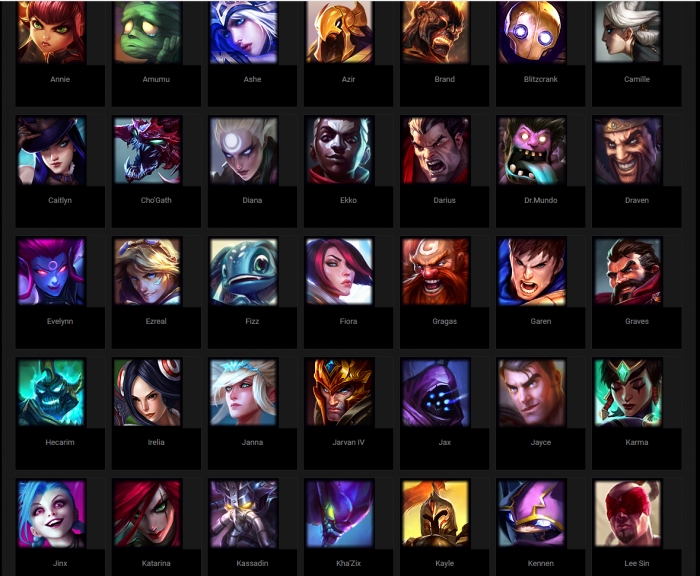 Annie Amumu Ashe Azir Brand Blitzcrank Camille
Caitlyn Cho'Gath Diana Ekko Darius Dr.Mundo Draven
Evelynn Ezreal Fizz Fiora Gragas Garen Graves
Hecarim Irelia Janna Jarvan IV Jax Jayce Karma
Jinx Katarina Kassadin Kha'Zix Kayle Kennen Lee Sin